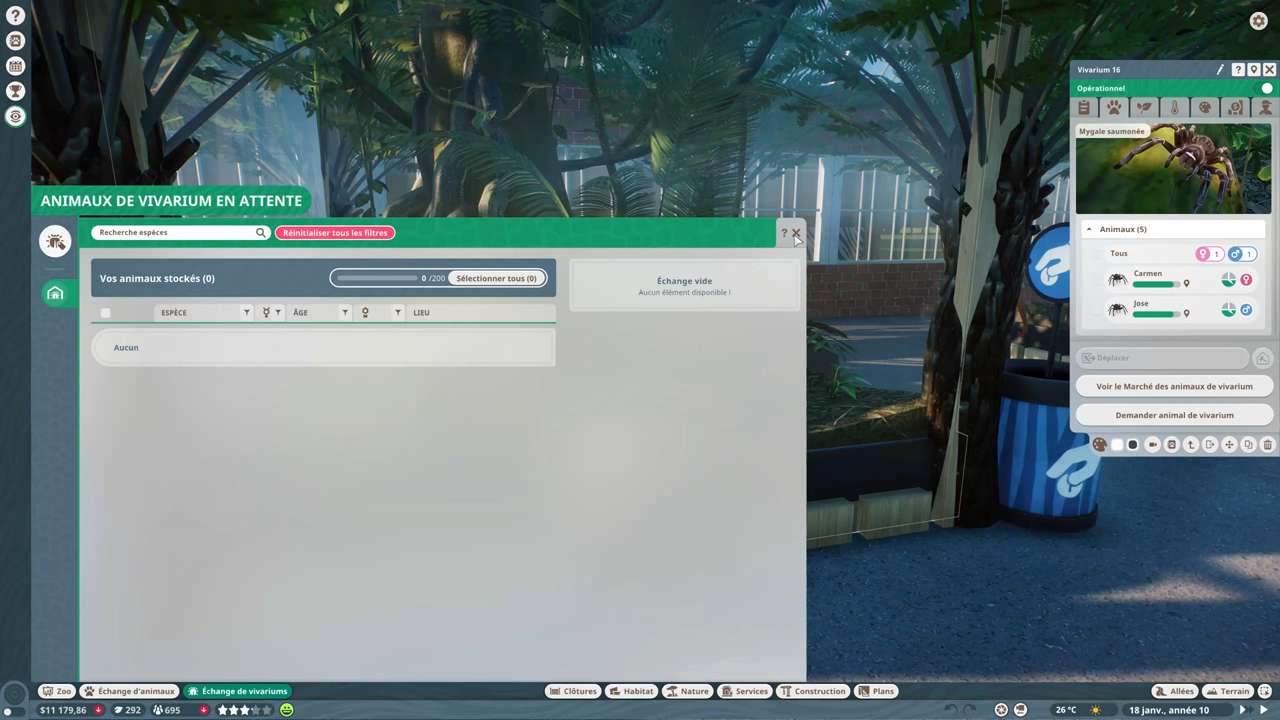 ANIMAUX DE VIVARIUM EN ATTENTE
Recherche espèces
Réinitialiser tous les filtres
?
Vos animaux stockés (0)
0 /200
Sélectionner tous (0)
ESPÈCE
ÂGE
LIEU
Aucun
Échange vide
Aucun élément disponible !
Vivarium 16
?
Opérationnel
Mygale saumonée
Animaux (5)
Tous
1
1
Carmen
Jose
Déplacer
Voir le Marché des animaux de vivarium
Demander animal de vivarium
Zoo
Échange d'animaux
Échange de vivariums
Clôtures
Habitat
Nature
Services
Construction
Plans
Allées
Terrain
$11 179,86
292
695
26 °C
18 janv., année 10